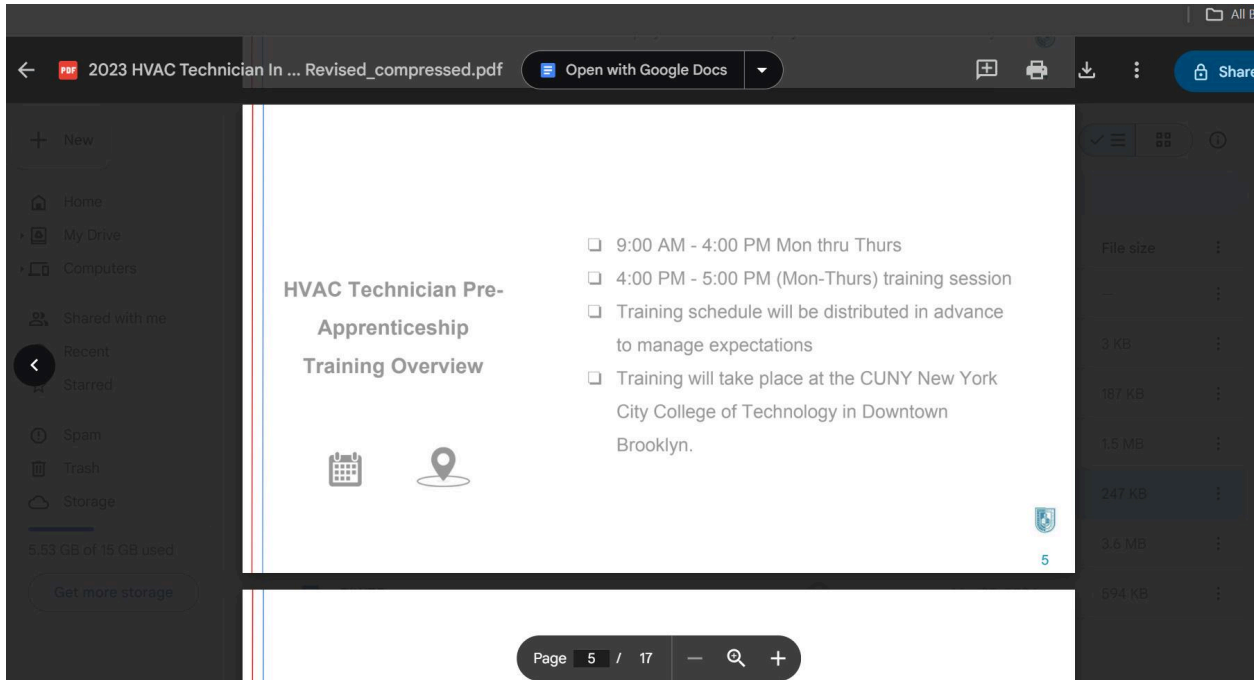 All
2023 HVAC Technician In ... Revised_compressed.pdf
Open with Google Docs
Share
New
Home
My Drive
Computers
Shared with me
Recent
Starred
Spam
Trash
Storage
5.53 GB of 15 GB used
Get more storage
HVAC Technician Pre-
Apprenticeship
Training Overview
9:00 AM - 4:00 PM Mon thru Thurs
4:00 PM - 5:00 PM (Mon-Thurs) training session
Training schedule will be distributed in advance
to manage expectations
Training will take place at the CUNY New York
City College of Technology in Downtown
Brooklyn.
5
File size
3 KB
187 KB
1.5 MB
247 KB
3.6 MB
594 KB
Page 5 / 17